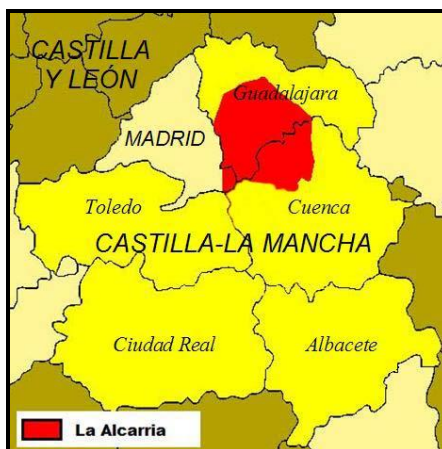 CASTILLA
Y LEÓN
Guadalajara
MADRID
Toledo
Cuenca
CASTILLA-LA MANCHA
Ciudad Real
Albacete
La Alcarria